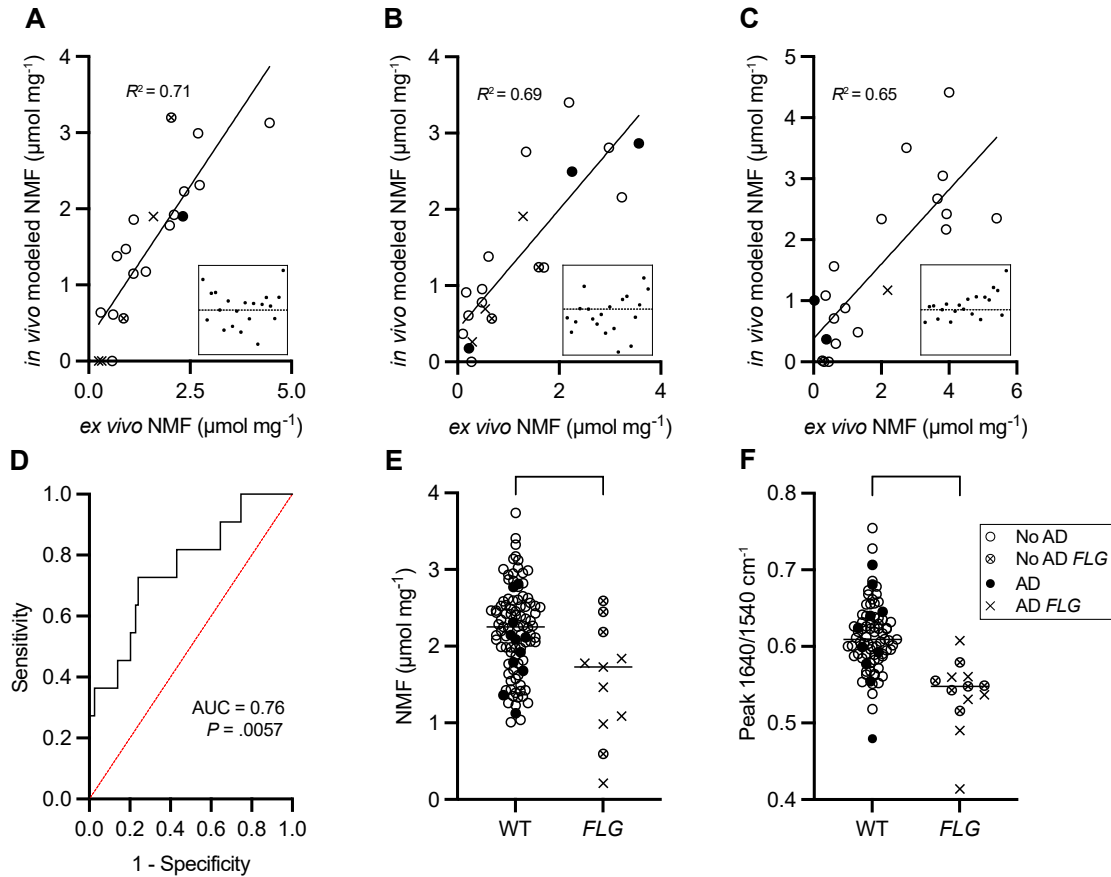 A
in vivo modeled NMF (µmol mg-1)
4
3
2
1
0
R2 = 0.71
0.0 2.5 5.0
ex vivo NMF (µmol mg-1)
B
in vivo modeled NMF (µmol mg-1)
4
3
2
1
0
R2 = 0.69
0 2 4
ex vivo NMF (µmol mg-1)
C
in vivo modeled NMF (µmol mg-1)
5
4
3
2
1
0
R2 = 0.65
0 2 4 6
ex vivo NMF (µmol mg-1)
D
Sensitivity
1.0
0.8
0.6
0.4
0.2
0.0
AUC = 0.76
P = .0057
0.0 0.2 0.4 0.6 0.8 1.0
1 - Specificity
E
NMF (µmol mg-1)
4
3
2
1
0
WT FLG
F
Peak 1640/1540 cm-1
0.8
0.7
0.6
0.5
0.4
WT FLG
No AD
No AD FLG
AD
AD FLG